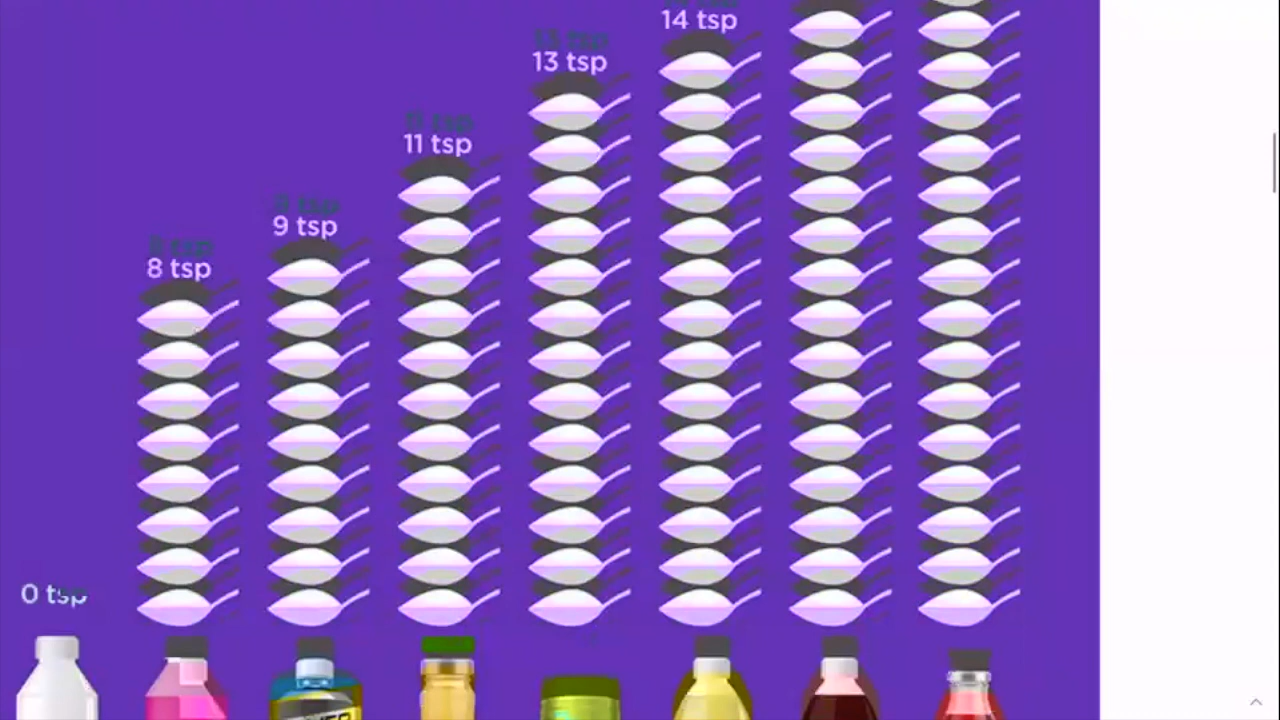 14 tsp
13 tsp
11 tsp
9 tsp
8 tsp
0 tsp